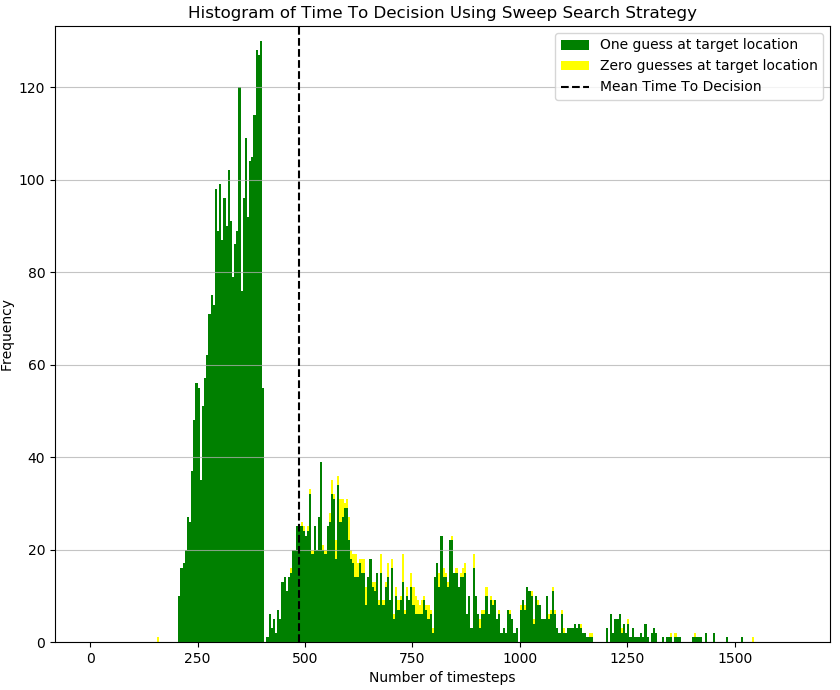 Histogram of Time To Decision Using Sweep Search Strategy
One guess at target location
Zero guesses at target location
Mean Time To Decision
Frequency
120
100
80
60
40
20
0
0 250 500 750 1000 1250 1500
Number of timesteps